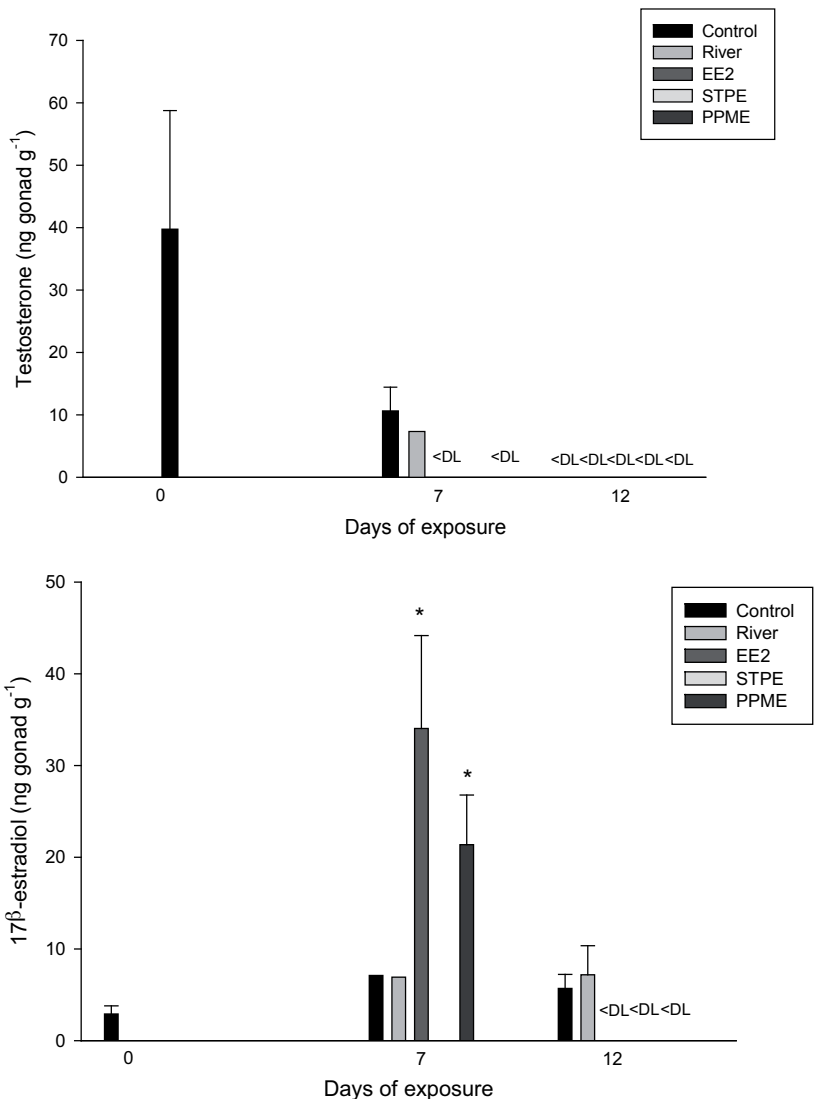 70
60
50
40
30
20
10
0
Testosterone (ng gonad g-1)
Control
River
EE2
STPE
PPME
<DL
<DL
<DL<DL<DL<DL<DL
0
7
12
Days of exposure
50
40
30
20
10
0
17β-estradiol (ng gonad g-1)
Control
River
EE2
STPE
PPME
*
*
<DL<DL<DL
0
7
12
Days of exposure